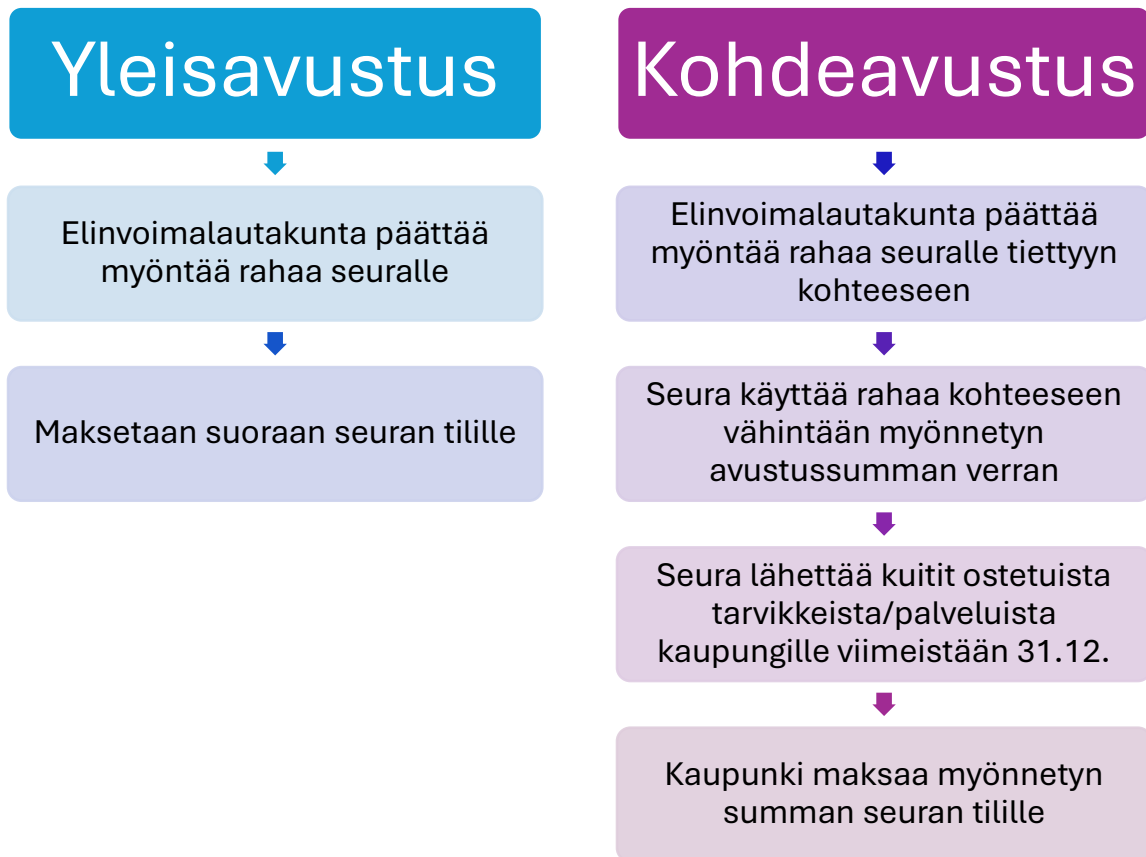 Yleisavustus
Elinvoimalautakunta päättää
myöntää rahaa seuralle
Maksetaan suoraan seuran tilille
Kohdeavustus
Elinvoimalautakunta päättää
myöntää rahaa seuralle tiettyyn
kohteeseen
Seura käyttää rahaa kohteeseen
vähintään myönnetyn
avustussumman verran
Seura lähettää kuitit ostetuista
tarvikkeista/palveluista
kaupungille viimeistään 31.12.
Kaupunki maksaa myönnetyn
summan seuran tilille